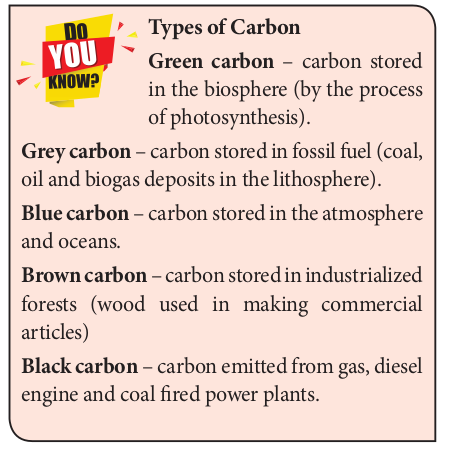 DO
YOU
KNOW?
Types of Carbon
Green carbon – carbon stored
in the biosphere (by the process
of photosynthesis).
Grey carbon – carbon stored in fossil fuel (coal,
oil and biogas deposits in the lithosphere).
Blue carbon – carbon stored in the atmosphere
and oceans.
Brown carbon – carbon stored in industrialized
forests (wood used in making commercial
articles)
Black carbon – carbon emitted from gas, diesel
engine and coal fired power plants.